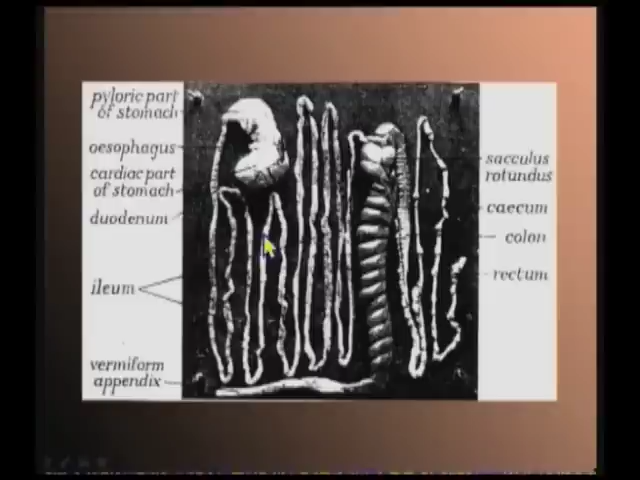 pyloric part
of stomach
oesophagus
cardiac part
of stomach
duodenum
ileum
vermiform
appendix
sacculus
rotundus
caecum
colon
rectum